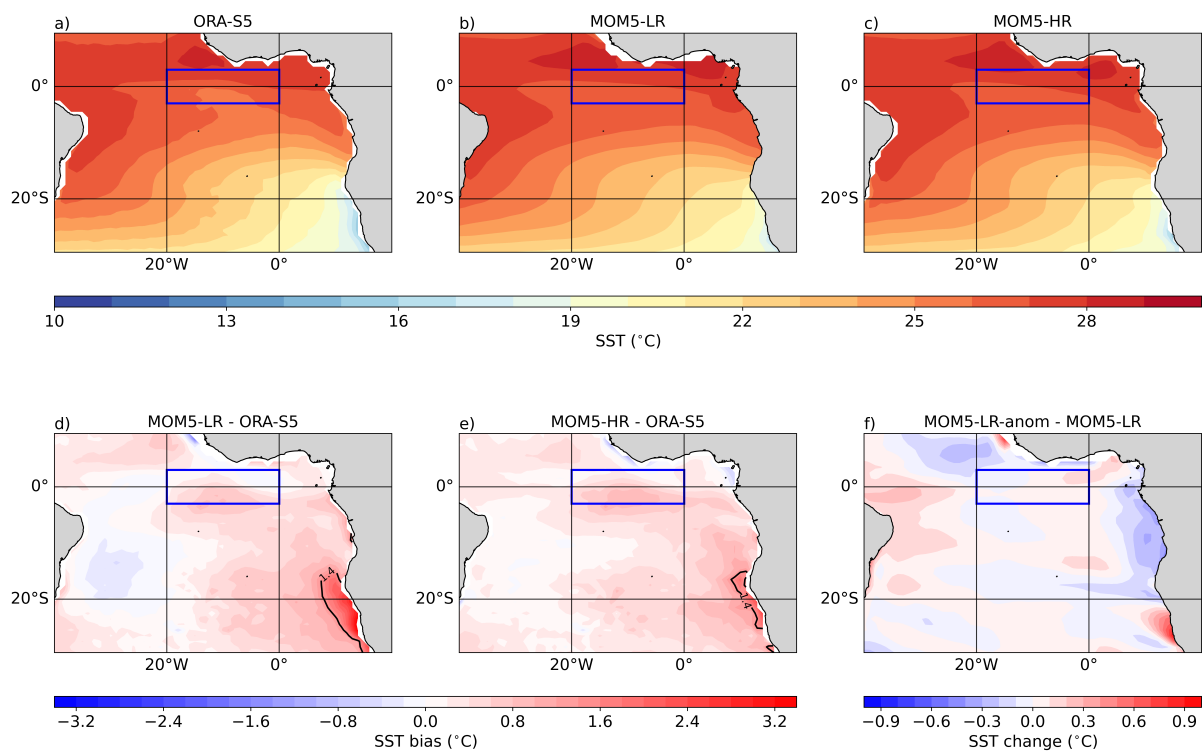 a) ORA-S5 b) MOM5-LR c) MOM5-HR
0° 0° 0°
20°S 20°S 20°S
20°W 0° 20°W 0° 20°W 0°
10 13 16 19 22 25 28
SST (°C)
d) MOM5-LR - ORA-S5 e) MOM5-HR - ORA-S5 f) MOM5-LR-anom - MOM5-LR
0° 0° 0°
1.4 1.4
20°S 20°S 20°S
20°W 0° 20°W 0° 20°W 0°
−3.2 −2.4 −1.6 −0.8 0.0 0.8 1.6 2.4 3.2 −0.9 −0.6 −0.3 0.0 0.3 0.6 0.9
SST bias (°C) SST change (°C)